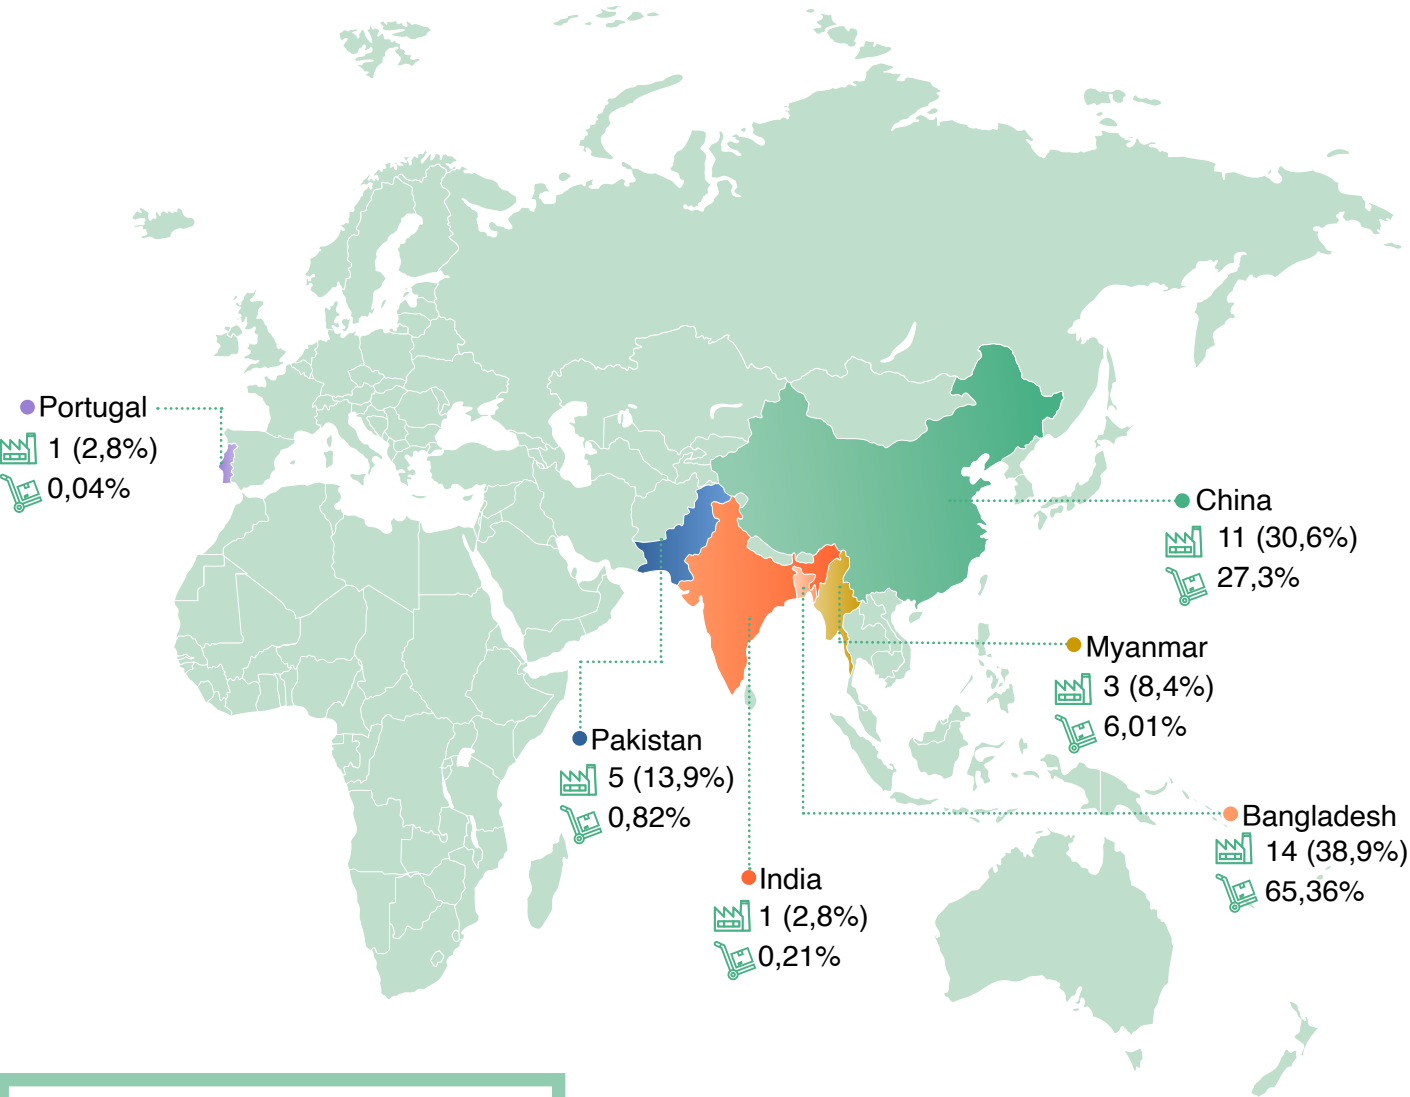 Portugal
1 (2,8%)
0,04%
China
11 (30,6%)
27,3%
Myanmar
3 (8,4%)
6,01%
Pakistan
5 (13,9%)
0,82%
Bangladesh
14 (38,9%)
65,36%
India
1 (2,8%)
0,21%